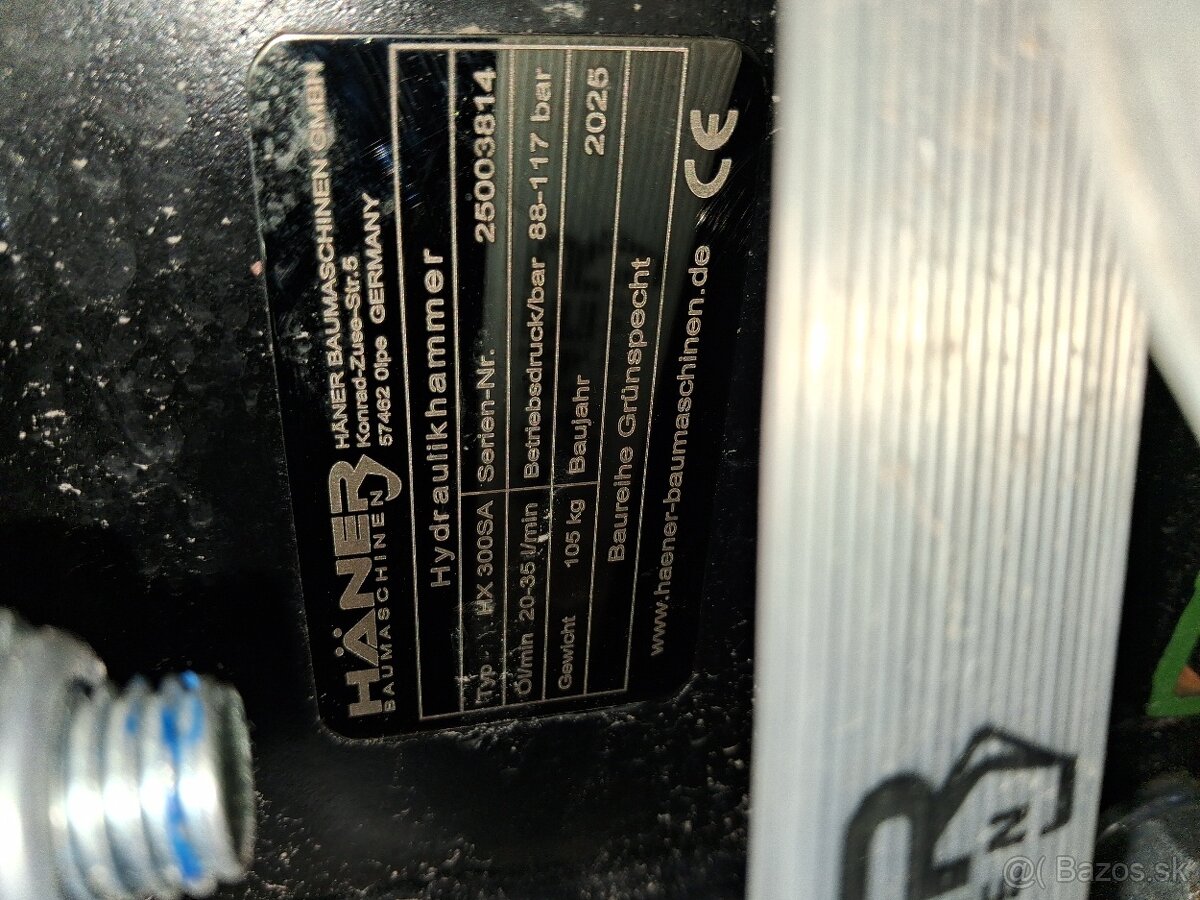 HÄNER
BAUMASCHINEN
HÄNER BAUMASCHINEN GMBH
Konrad-Zuse-Str.5
57462 Olpe GERMANY
Hydraulikhammer
Typ HX 300SA Serien-Nr. 25003814
Öl/min 20-35 l/min Betriebsdruck/bar 88-117 bar
Gewicht 105 kg Baujahr 2025
Baureihe Grünspecht
www.haener-baumaschinen.de CE
@( Bazos.sk